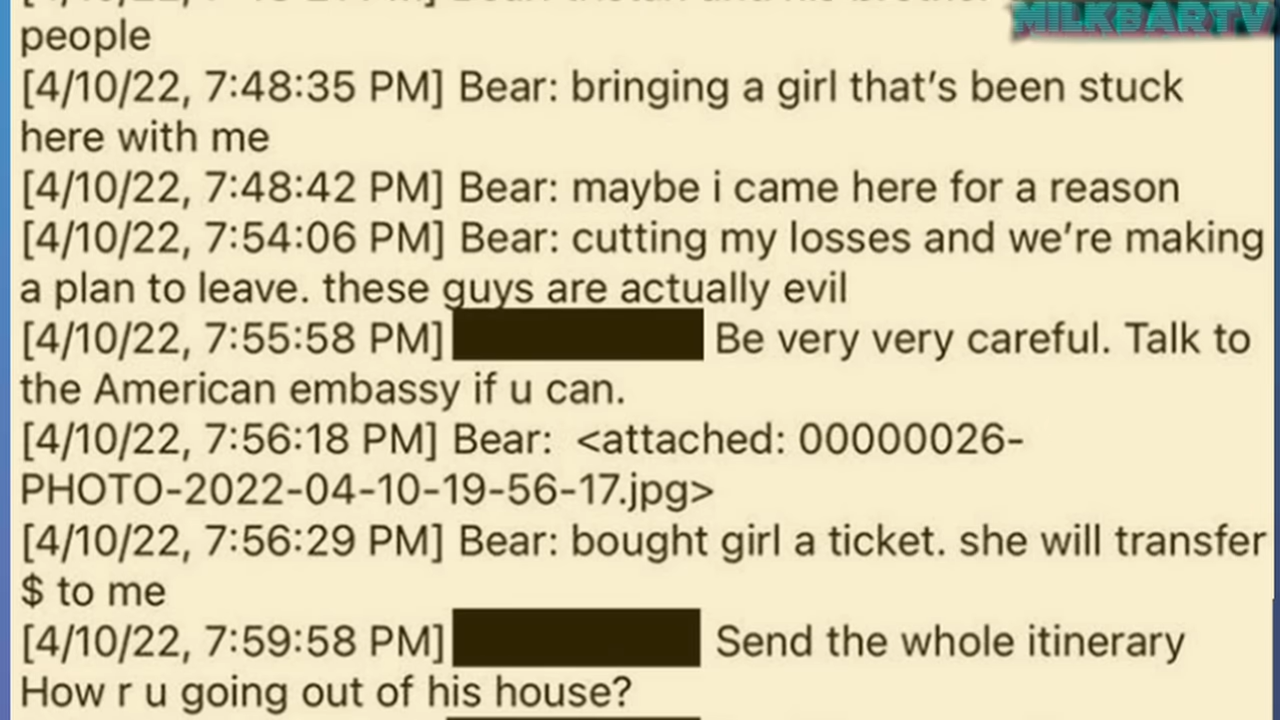 MILKBARTV
people
[4/10/22, 7:48:35 PM] Bear: bringing a girl that's been stuck
here with me
[4/10/22, 7:48:42 PM] Bear: maybe i came here for a reason
[4/10/22, 7:54:06 PM] Bear: cutting my losses and we're making
a plan to leave. these guys are actually evil
[4/10/22, 7:55:58 PM] Be very very careful. Talk to
the American embassy if u can.
[4/10/22, 7:56:18 PM] Bear: <attached: 00000026-
PHOTO-2022-04-10-19-56-17.jpg>
[4/10/22, 7:56:29 PM] Bear: bought girl a ticket. she will transfer
$ to me
[4/10/22, 7:59:58 PM] Send the whole itinerary
How r u going out of his house?